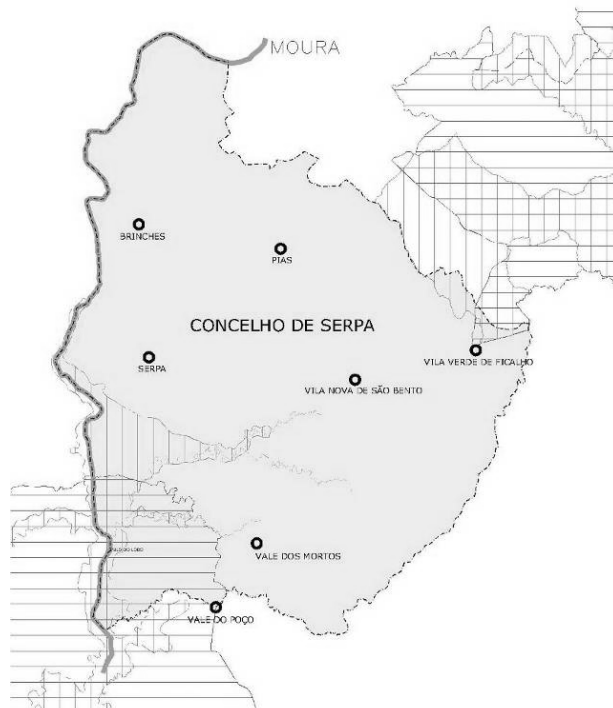 MOURA
BRINCHES
PIAS
CONCELHO DE SERPA
SERPA
VILA VERDE DE FICALHO
VILA NOVA DE SÃO BENTO
VALE DOS MORTOS
VALE DO POÇO